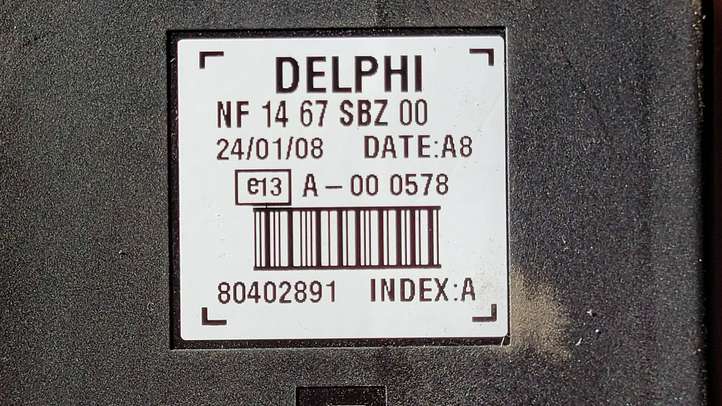 DELPHI
NF 14 67 SBZ 00
24/01/08 DATE:A8
e13 A-00 0578
80402891 INDEX:A